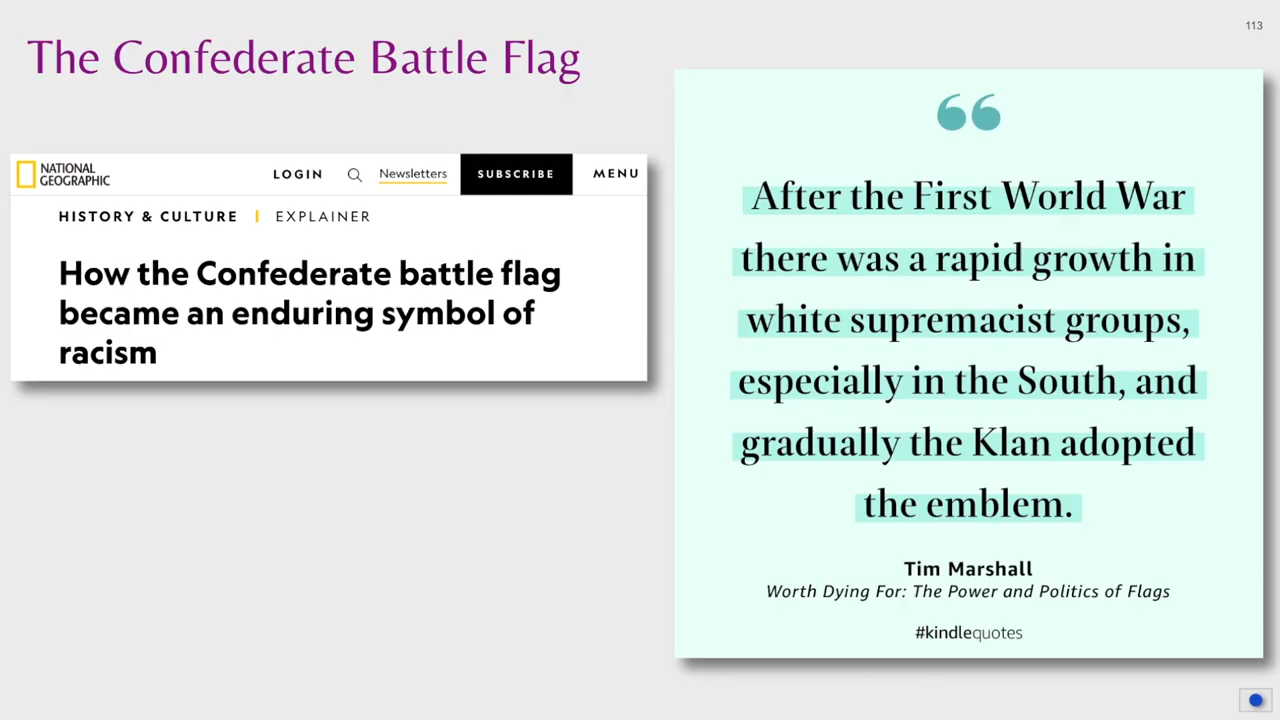 113
The Confederate Battle Flag
NATIONAL
GEOGRAPHIC
LOGIN
Newsletters
SUBSCRIBE
MENU
HISTORY & CULTURE
EXPLAINER
How the Confederate battle flag
became an enduring symbol of
racism
“
After the First World War
there was a rapid growth in
white supremacist groups,
especially in the South, and
gradually the Klan adopted
the emblem.
Tim Marshall
Worth Dying For: The Power and Politics of Flags
#kindlequotes